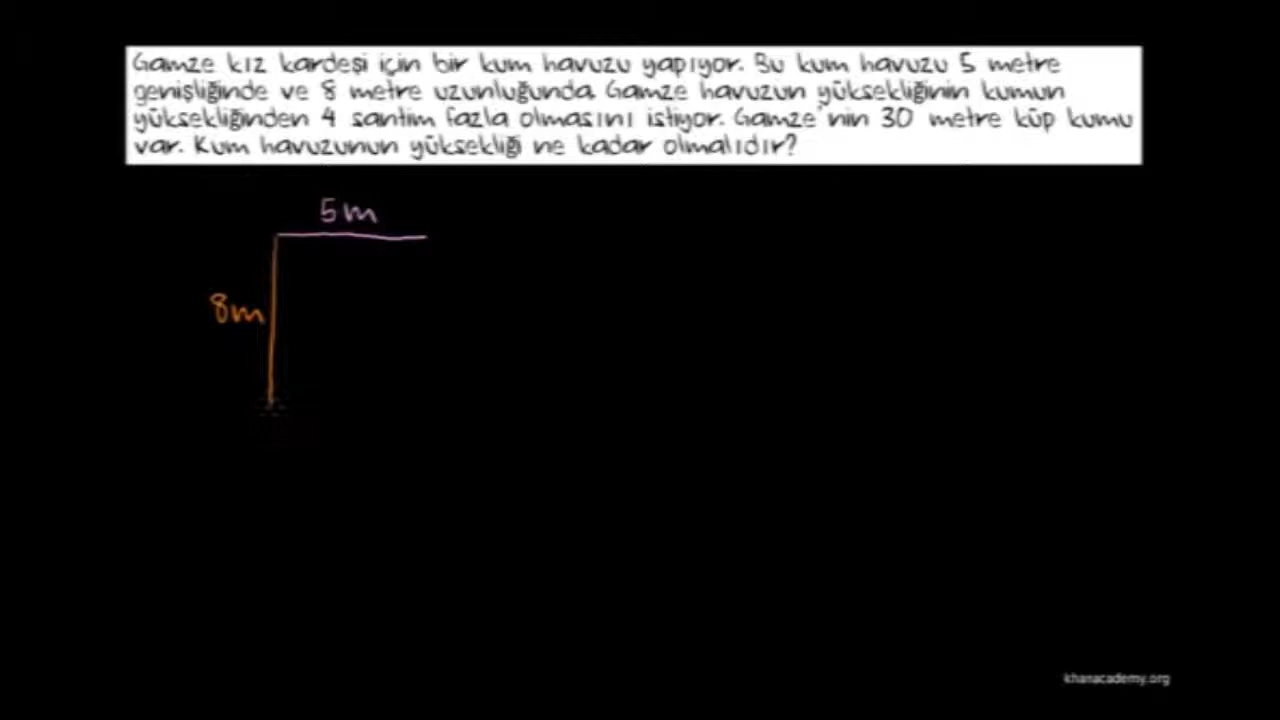 Gamze kız kardeşi için bir kum havuzu yapıyor. Bu kum havuzu 5 metre
genişliğinde ve 8 metre uzunluğunda. Gamze havuzun yüksekliğinin kumun
yüksekliğinden 4 santim fazla olmasını istiyor. Gamze'nin 30 metre küp kumu
var. Kum havuzunun yüksekliği ne kadar olmalıdır?
5m
8m
khanacademy.org